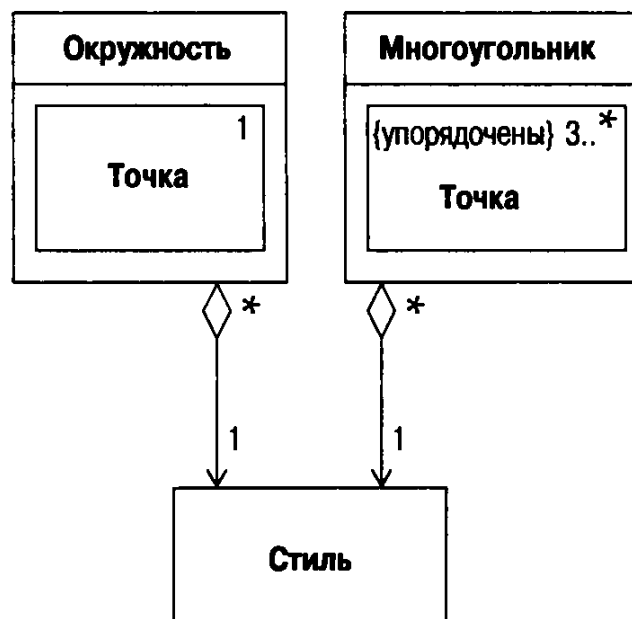 Окружность
1
Точка
Многоугольник
{упорядочены} 3..*
Точка
*
*
1
1
Стиль